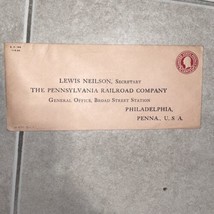 LEWIS NEILSON, SECRETARY
THE PENNSYLVANIA RAILROAD COMPANY
GENERAL OFFICE, BROAD STREET STATION
PHILADELPHIA,
PENNA., U. S. A.